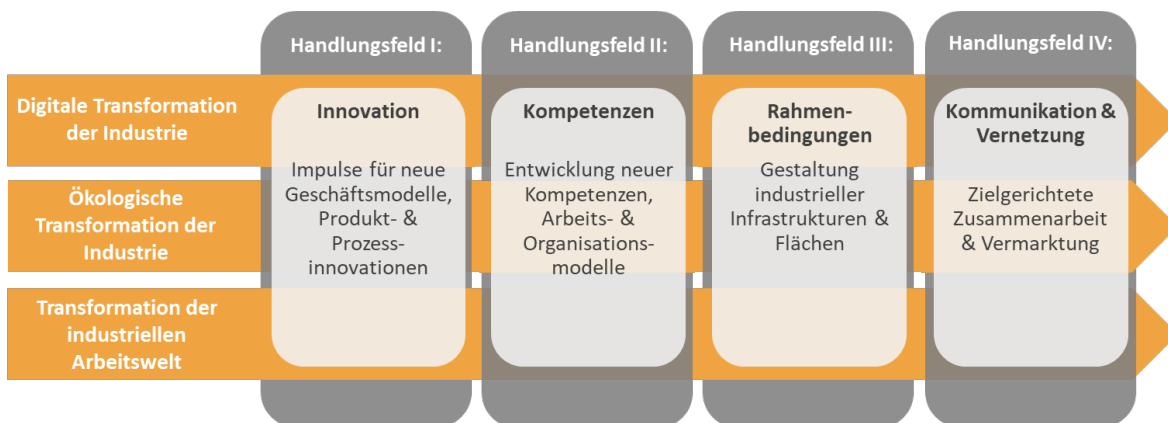 Handlungsfeld I:
Handlungsfeld II:
Handlungsfeld III:
Handlungsfeld IV:
Digitale Transformation
der Industrie
Ökologische
Transformation der
Industrie
Transformation der
industriellen
Arbeitswelt
Innovation
Impulse für neue
Geschäftsmodelle,
Produkt- &
Prozess-
innovationen
Kompetenzen
Entwicklung neuer
Kompetenzen,
Arbeits- &
Organisations-
modelle
Rahmen-
bedingungen
Gestaltung
industrieller
Infrastrukturen &
Flächen
Kommunikation &
Vernetzung
Zielgerichtete
Zusammenarbeit
& Vermarktung